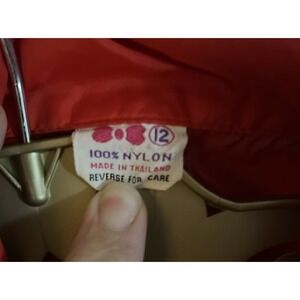 12
100% NYLON
MADE IN THAILAND
REVERSE FOR CARE